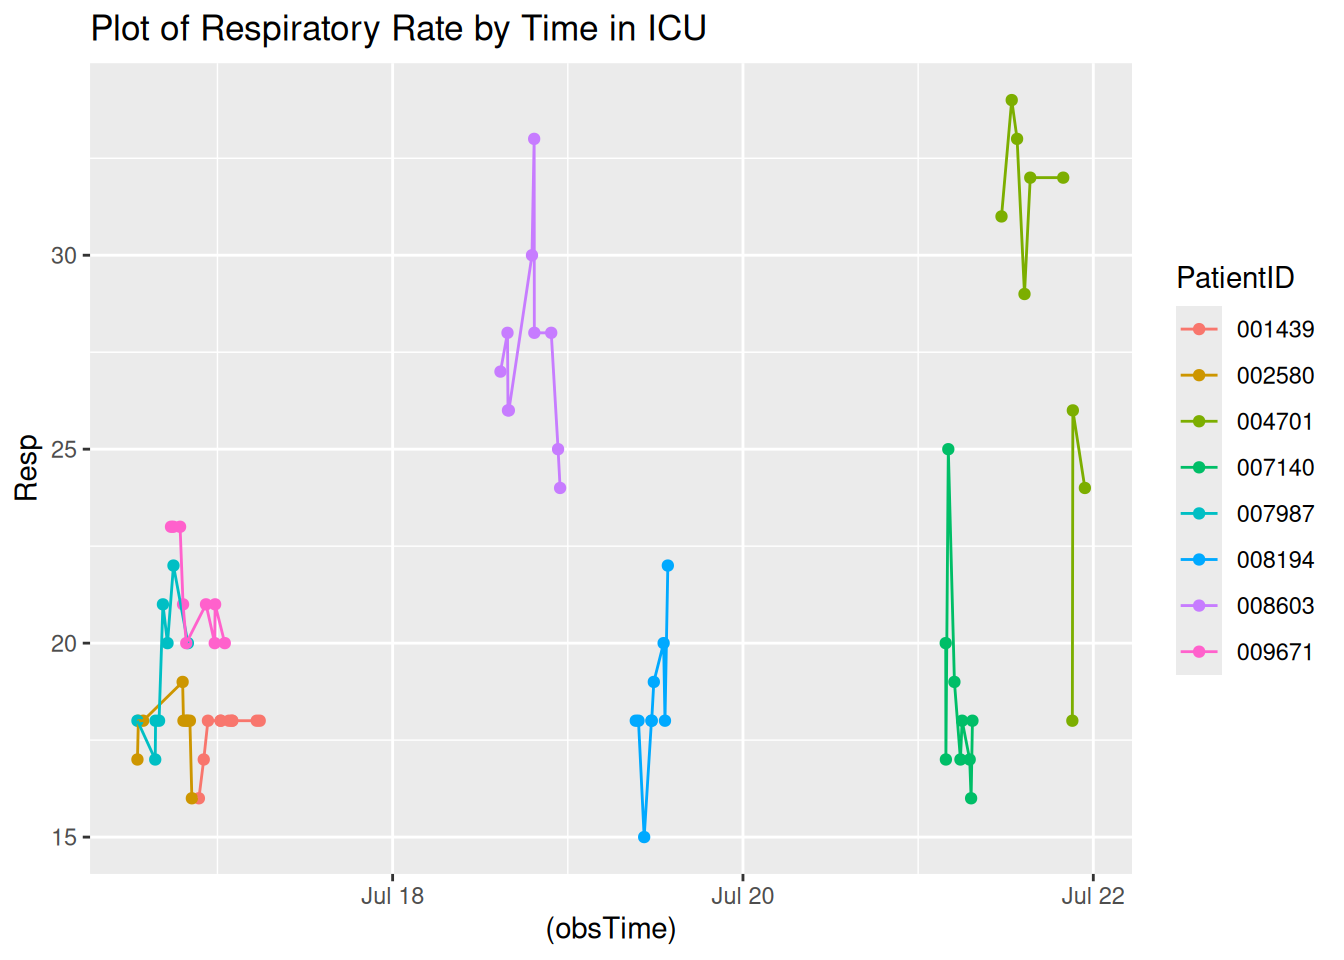 Plot of Respiratory Rate by Time in ICU
Resp
30
25
20
15
Jul 18
Jul 20
Jul 22
(obsTime)
PatientID
001439
002580
004701
007140
007987
008194
008603
009671